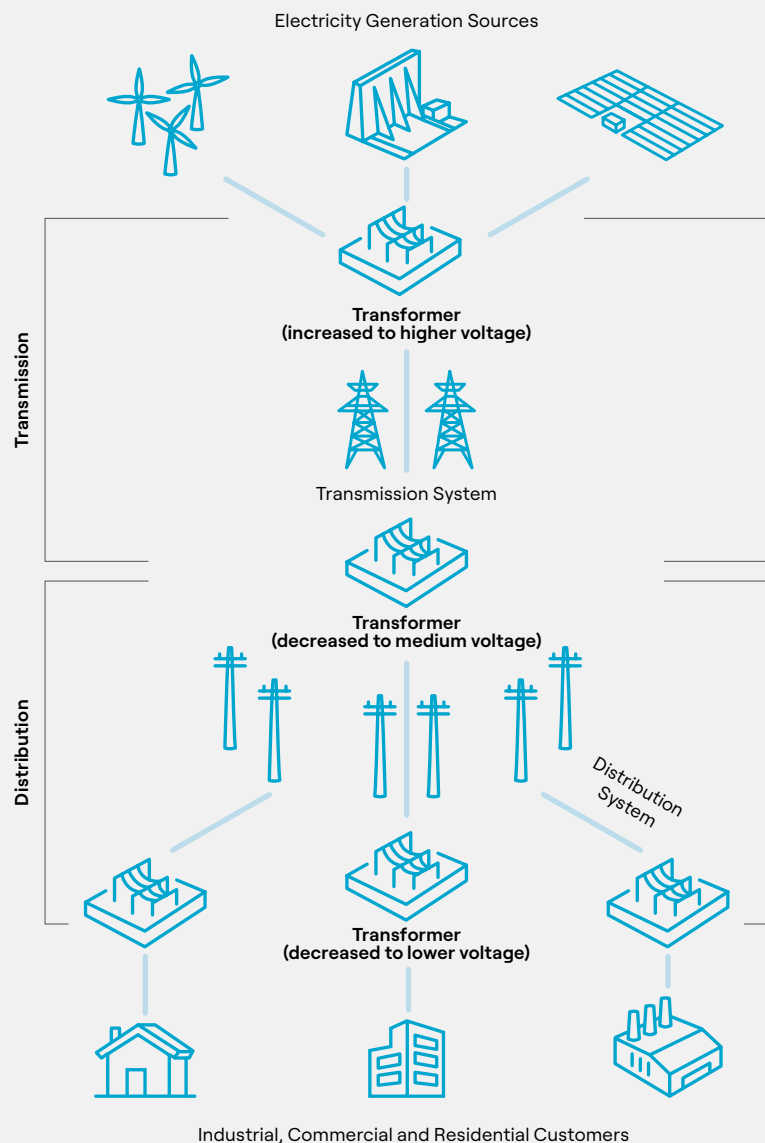 Electricity Generation Sources
Transmission
Transformer
(increased to higher voltage)
Transmission System
Transformer
(decreased to medium voltage)
Distribution
Distribution
System
Transformer
(decreased to lower voltage)
Industrial, Commercial and Residential Customers